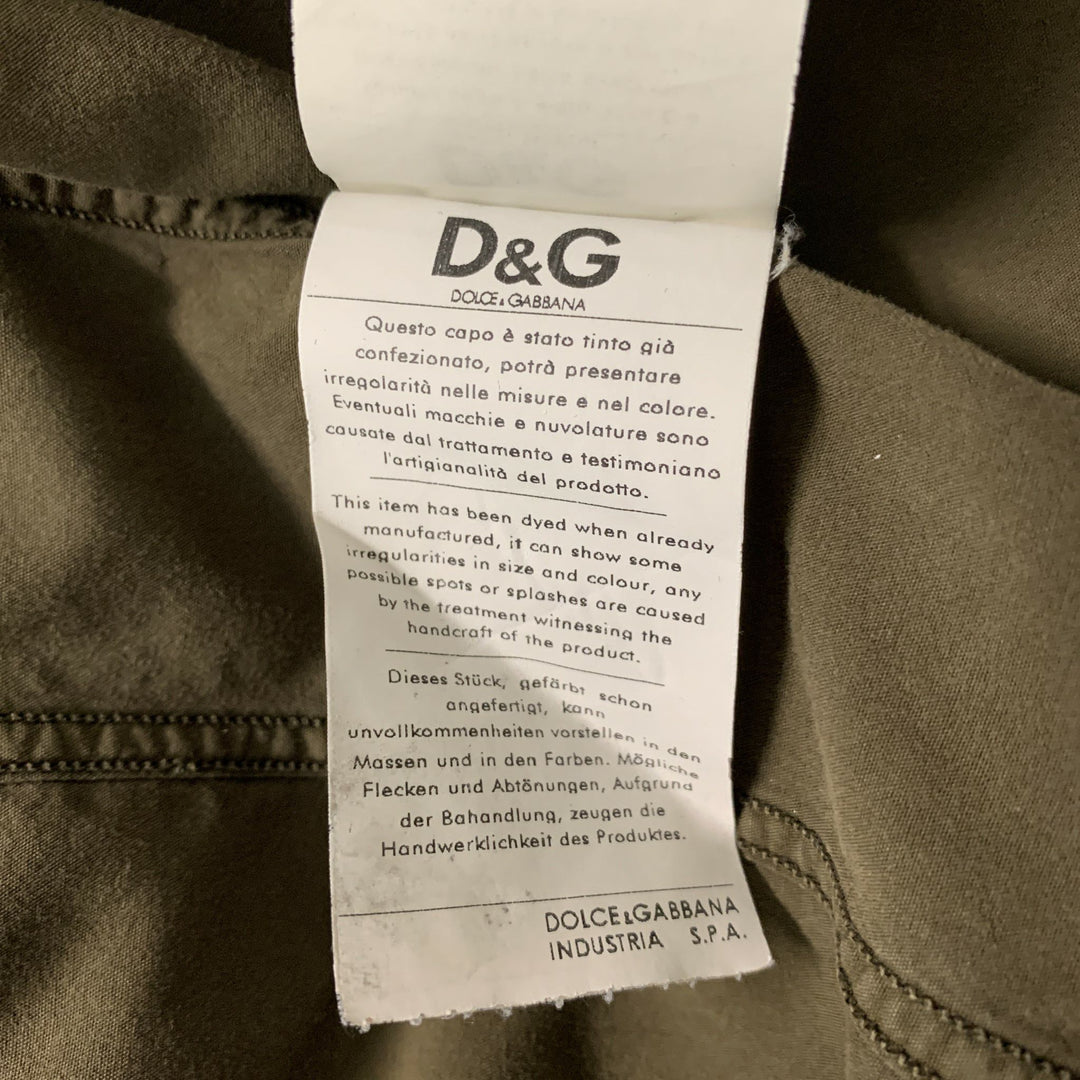 D&G
DOLCE & GABBANA
Questo capo è stato tinto già
confezionato, potrà presentare
irregolarità nelle misure e nel colore.
Eventuali macchie e nuvolature sono
causate dal trattamento e testimoniano
l'artigianalità del prodotto.
This item has been dyed when already
manufactured, it can show some
irregularities in size and colour, any
possible spots or splashes are caused
by the treatment witnessing the
handcraft of the product.
Dieses Stück, gefärbt schon
angefertigt, kann
unvollkommenheiten vorstellen in den
Massen und in den Farben. Mögliche
Flecken und Abtönungen, Aufgrund
der Bahandlung, zeugen die
Handwerklichkeit des Produktes.
DOLCE&GABBANA
INDUSTRIA S.P.A.